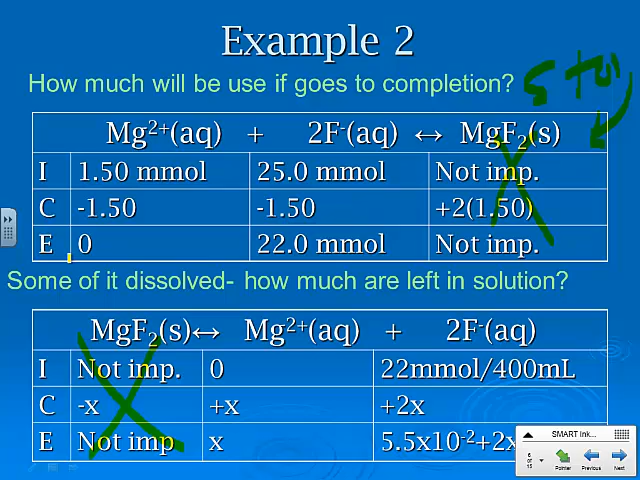 Example 2
How much will be use if goes to completion?
Mg²⁺(aq) + 2F⁻(aq) ↔ MgF₂(s)
I 1.50 mmol 25.0 mmol Not imp.
C -1.50 -1.50 +2(1.50)
E 0 22.0 mmol Not imp.
Some of it dissolved- how much are left in solution?
MgF₂(s)↔ Mg²⁺(aq) + 2F⁻(aq)
I Not imp. 0 22mmol/400mL
C -x +x +2x
E Not imp x 5.5x10⁻²+2x
SMART Ink...
6 of 15
Pointer Previous Next